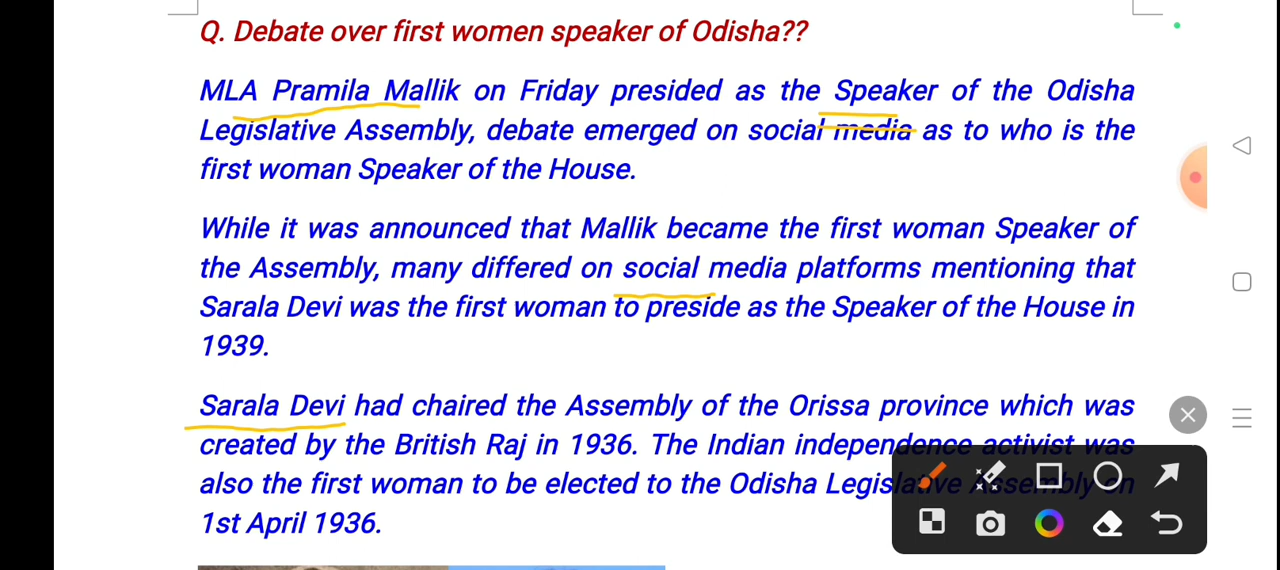 Q. Debate over first women speaker of Odisha??
MLA Pramila Mallik on Friday presided as the Speaker of the Odisha
Legislative Assembly, debate emerged on social media as to who is the
first woman Speaker of the House.
While it was announced that Mallik became the first woman Speaker of
the Assembly, many differed on social media platforms mentioning that
Sarala Devi was the first woman to preside as the Speaker of the House in
1939.
Sarala Devi had chaired the Assembly of the Orissa province which was
created by the British Raj in 1936. The Indian independence activist was
also the first woman to be elected to the Odisha Legislative Assembly on
1st April 1936.